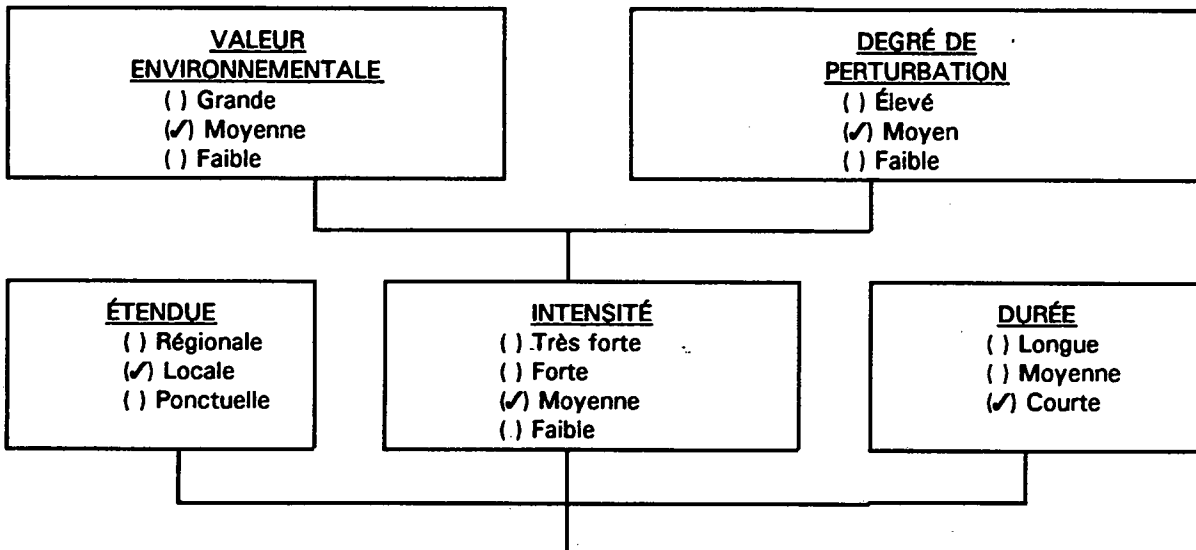 VALEUR
ENVIRONNEMENTALE
( ) Grande
(✓) Moyenne
( ) Faible
DEGRÉ DE
PERTURBATION
( ) Élevé
(✓) Moyen
( ) Faible
ÉTENDUE
( ) Régionale
(✓) Locale
( ) Ponctuelle
INTENSITÉ
( ) Très forte
( ) Forte
(✓) Moyenne
( ) Faible
DURÉE
( ) Longue
( ) Moyenne
(✓) Courte